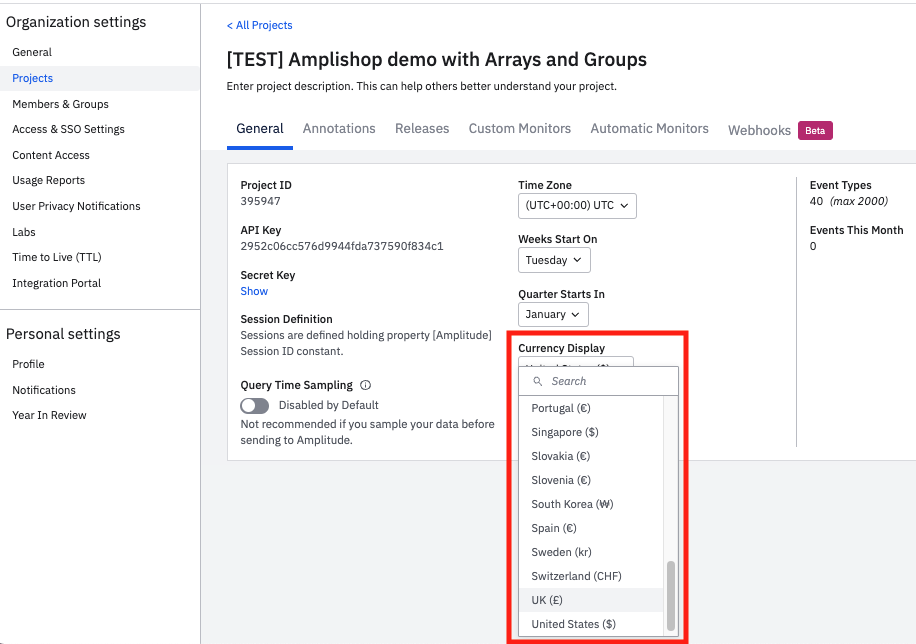 Organization settings
General
Projects
Members & Groups
Access & SSO Settings
Content Access
Usage Reports
User Privacy Notifications
Labs
Time to Live (TTL)
Integration Portal
Personal settings
Profile
Notifications
Year In Review
< All Projects
[TEST] Amplishop demo with Arrays and Groups
Enter project description. This can help others better understand your project.
General Annotations Releases Custom Monitors Automatic Monitors Webhooks Beta
Project ID
395947
API Key
2952c06cc576d9944fda737590f834c1
Secret Key
Show
Session Definition
Sessions are defined holding property [Amplitude]
Session ID constant.
Query Time Sampling
Disabled by Default
Not recommended if you sample your data before
sending to Amplitude.
Time Zone
(UTC+00:00) UTC
Weeks Start On
Tuesday
Quarter Starts In
January
Currency Display
United States ($)
Search
Portugal (€)
Singapore ($)
Slovakia (€)
Slovenia (€)
South Korea (₩)
Spain (€)
Sweden (kr)
Switzerland (CHF)
UK (£)
United States ($)
Event Types
40 (max 2000)
Events This Month
0